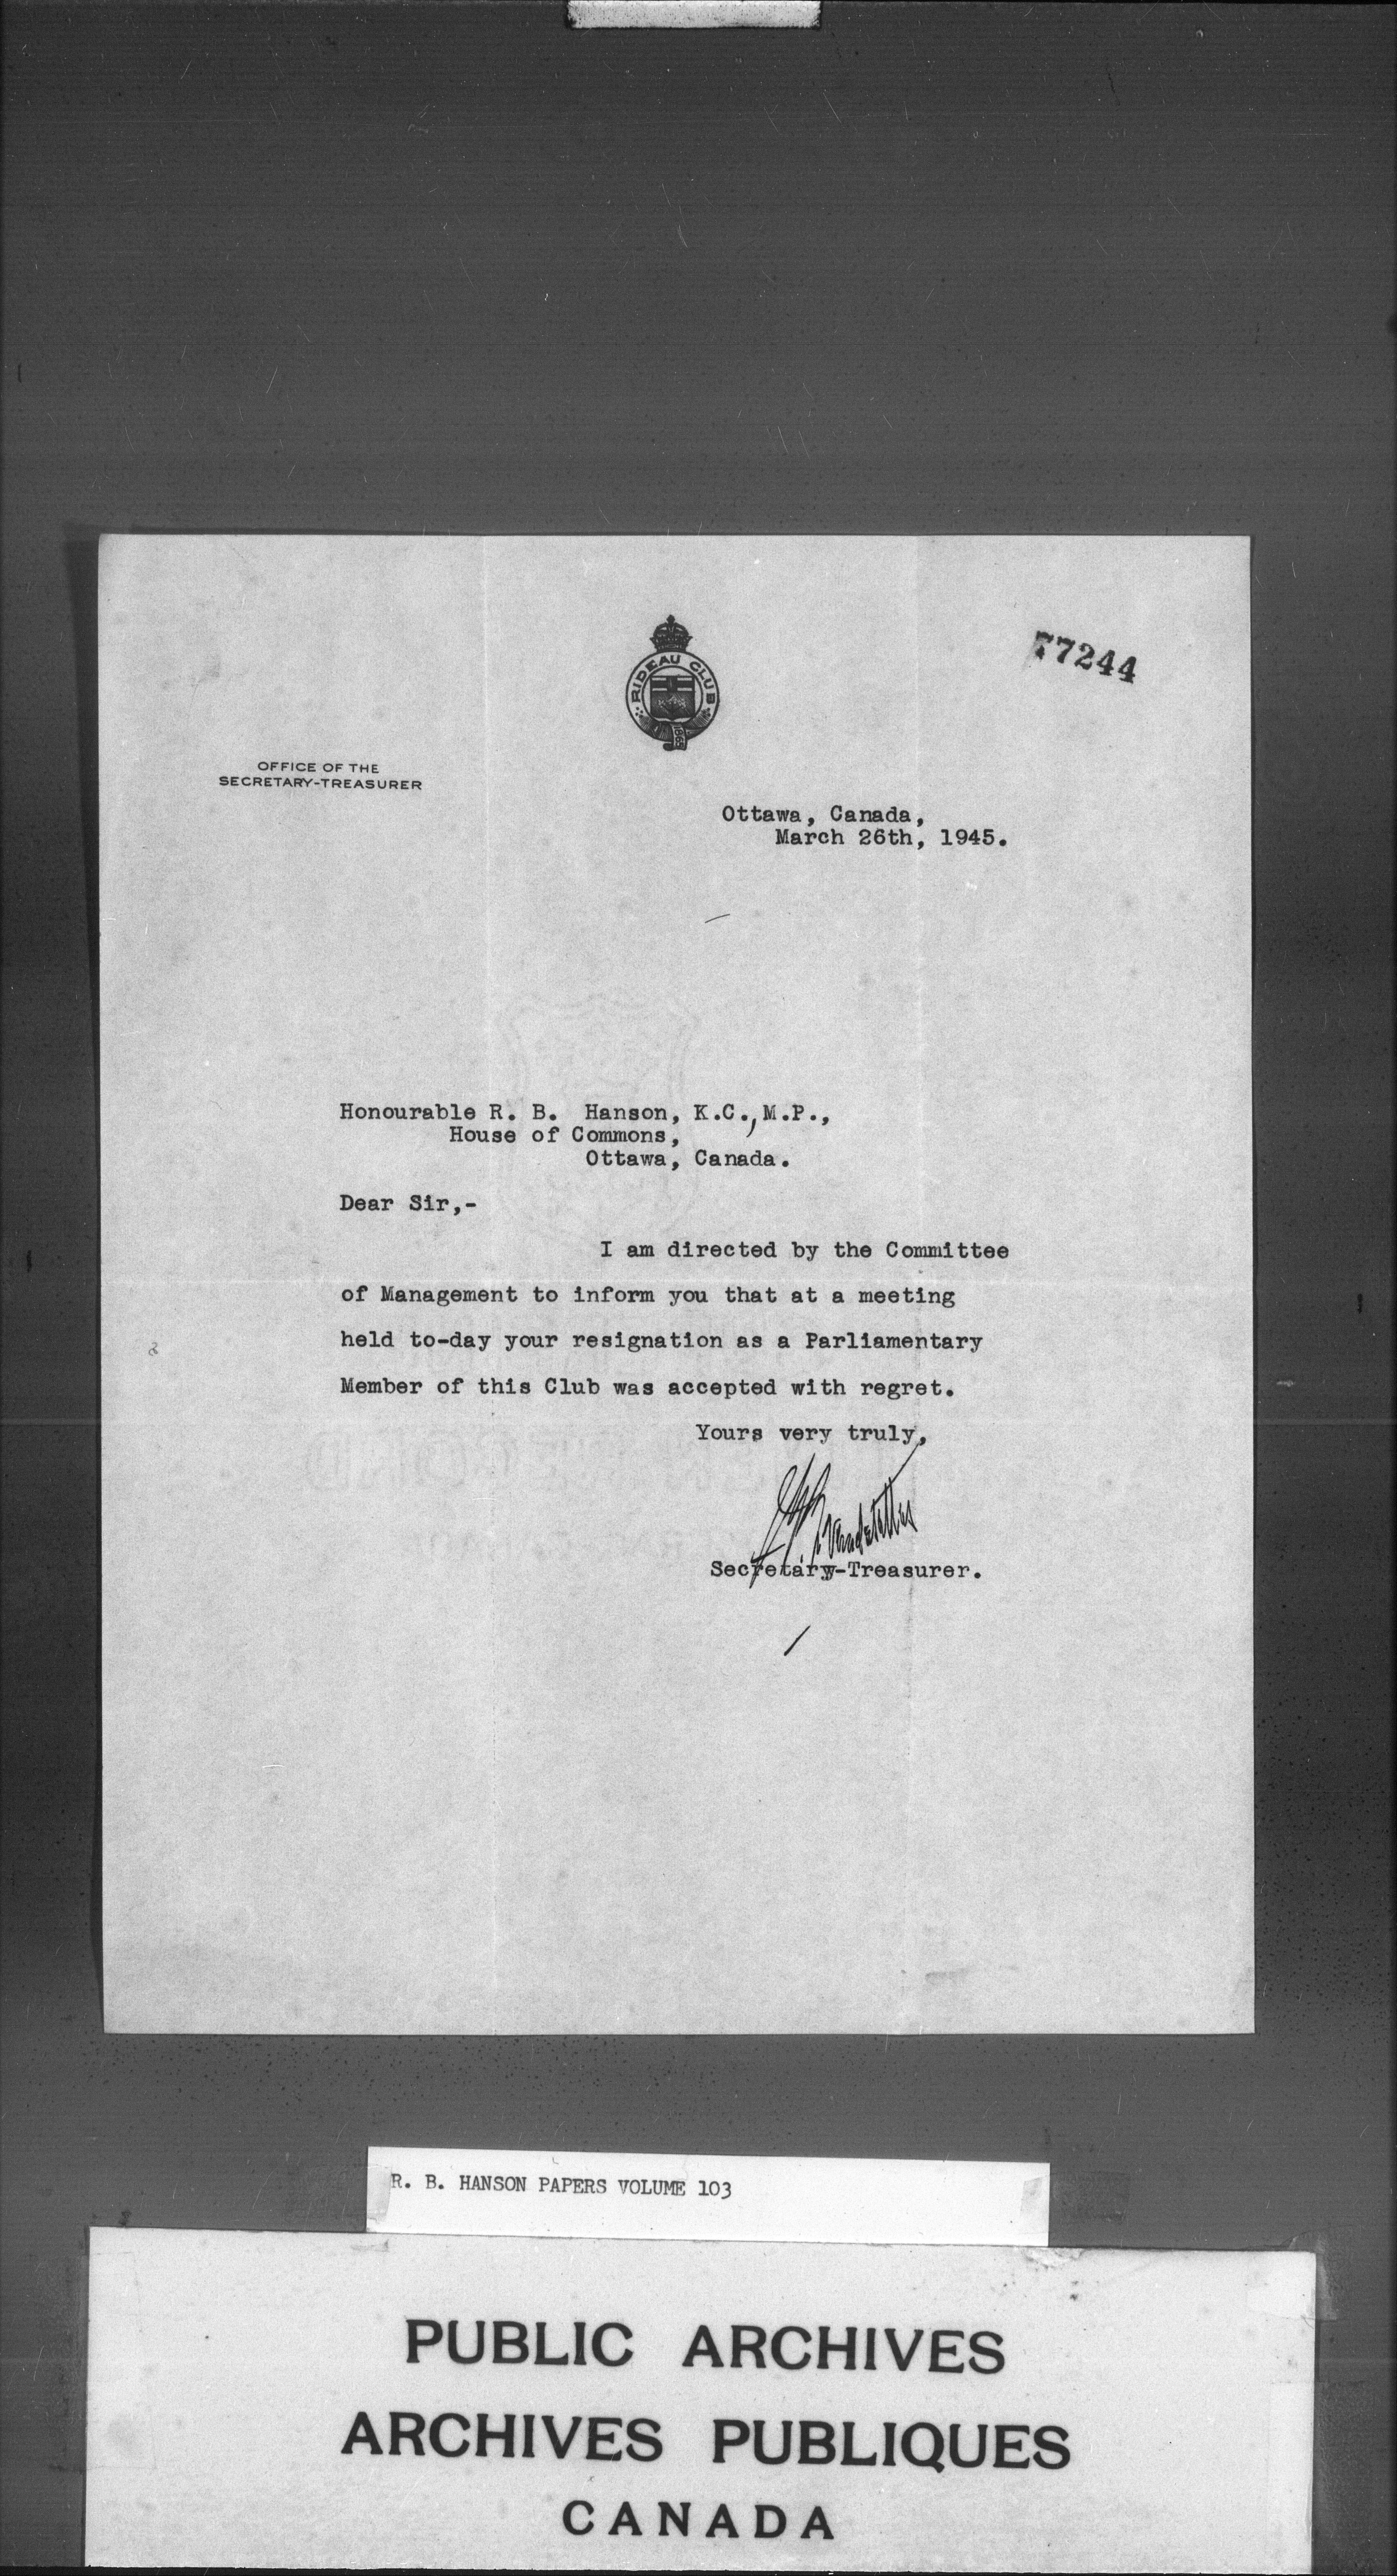 RIDEAU CLUB
77244
OFFICE OF THE
SECRETARY-TREASURER
Ottawa, Canada,
March 26th, 1945.
Honourable R. B. Hanson, K.C., M.P.,
House of Commons,
Ottawa, Canada.
Dear Sir,-
I am directed by the Committee
of Management to inform you that at a meeting
held to-day your resignation as a Parliamentary
Member of this Club was accepted with regret.
Yours very truly,
Secretary-Treasurer.
R. B. HANSON PAPERS VOLUME 103
PUBLIC ARCHIVES
ARCHIVES PUBLIQUES
CANADA